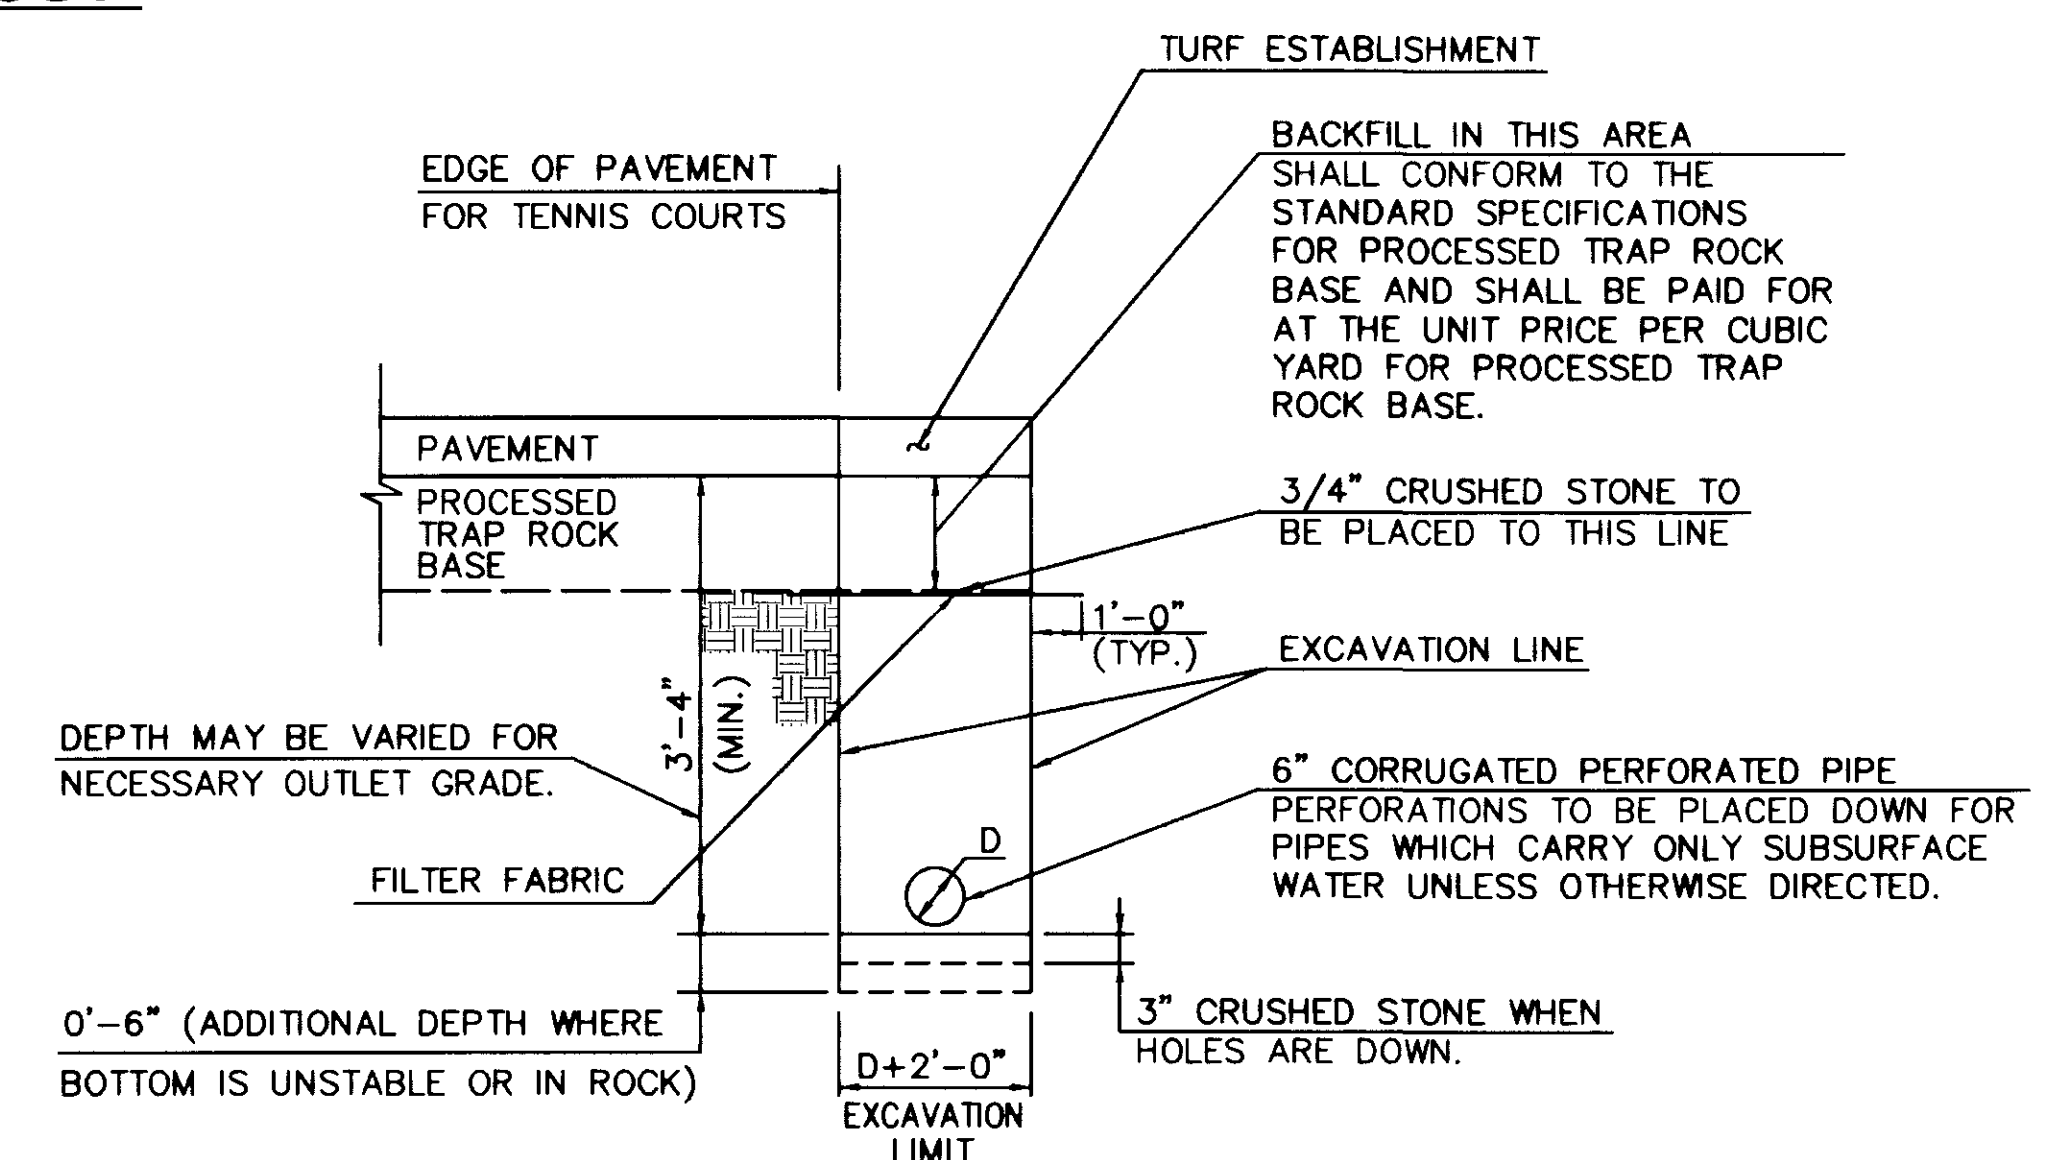 TURF ESTABLISHMENT
EDGE OF PAVEMENT
FOR TENNIS COURTS
BACKFILL IN THIS AREA
SHALL CONFORM TO THE
STANDARD SPECIFICATIONS
FOR PROCESSED TRAP ROCK
BASE AND SHALL BE PAID FOR
AT THE UNIT PRICE PER CUBIC
YARD FOR PROCESSED TRAP
ROCK BASE.
PAVEMENT
PROCESSED
TRAP ROCK
BASE
3/4" CRUSHED STONE TO
BE PLACED TO THIS LINE
1'-0"
(TYP.)
EXCAVATION LINE
3'-4"
(MIN.)
DEPTH MAY BE VARIED FOR
NECESSARY OUTLET GRADE.
6" CORRUGATED PERFORATED PIPE
PERFORATIONS TO BE PLACED DOWN FOR
PIPES WHICH CARRY ONLY SUBSURFACE
WATER UNLESS OTHERWISE DIRECTED.
D
FILTER FABRIC
0'-6" (ADDITIONAL DEPTH WHERE
BOTTOM IS UNSTABLE OR IN ROCK)
3" CRUSHED STONE WHEN
HOLES ARE DOWN.
D+2'-0"
EXCAVATION
LIMIT